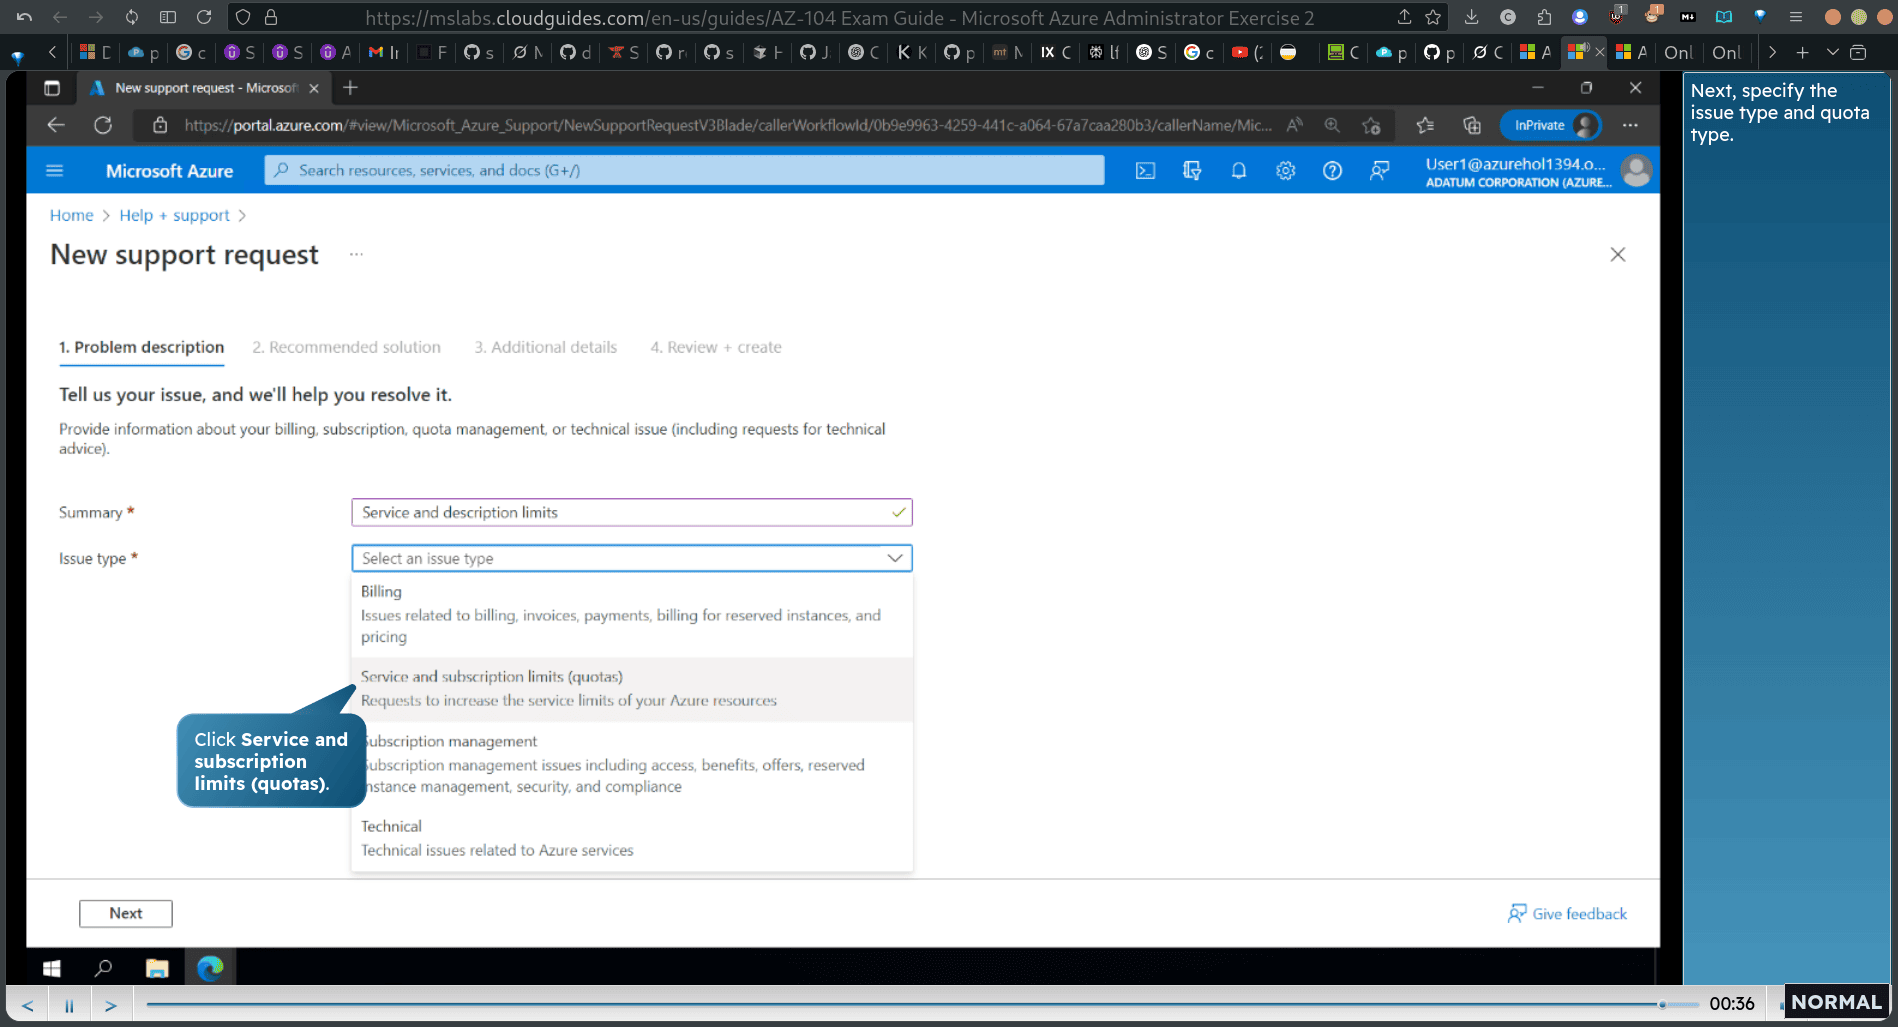 https://mslabs.cloudguides.com/en-us/guides/AZ-104 Exam Guide - Microsoft Azure Administrator Exercise 2
New support request - Microsoft
https://portal.azure.com/#view/Microsoft_Azure_Support/NewSupportRequestV3Blade/callerWorkflowId/0b9e9963-4259-441c-a064-67a7caa280b3/callerName/Mic...
InPrivate
Microsoft Azure
Search resources, services, and docs (G+/)
User1@azurehol1394.o...
ADATUM CORPORATION (AZURE...
Home > Help + support >
New support request ...
1. Problem description
2. Recommended solution
3. Additional details
4. Review + create
Tell us your issue, and we'll help you resolve it.
Provide information about your billing, subscription, quota management, or technical issue (including requests for technical
advice).
Summary *
Service and description limits
Issue type *
Select an issue type
Billing
Issues related to billing, invoices, payments, billing for reserved instances, and
pricing
Service and subscription limits (quotas)
Requests to increase the service limits of your Azure resources
Subscription management
Subscription management issues including access, benefits, offers, reserved
instance management, security, and compliance
Technical
Technical issues related to Azure services
Click Service and
subscription
limits (quotas).
Next
Give feedback
Next, specify the
issue type and quota
type.
00:36
NORMAL